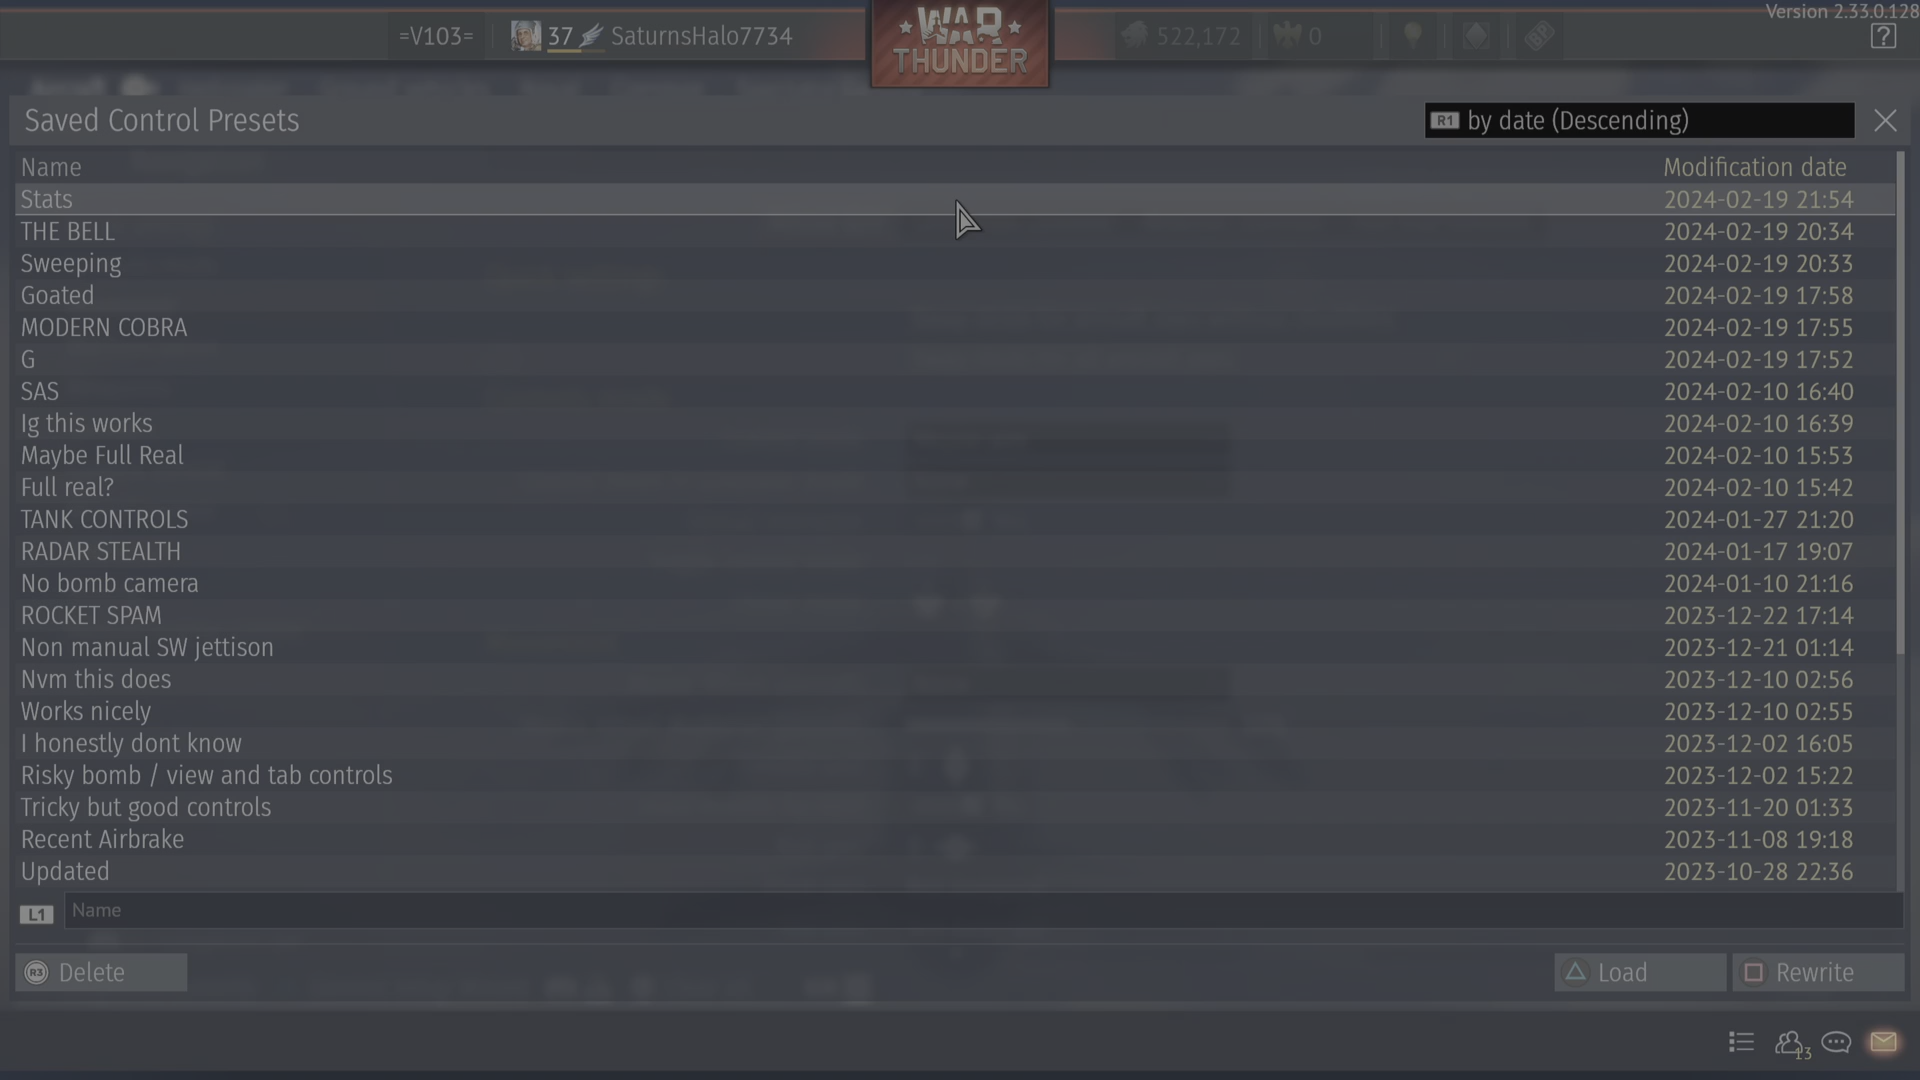 Version 2.33.0.128
=V103=
37
SaturnsHalo7734
WAR THUNDER
522,172
0
?
Saved Control Presets
R1 by date (Descending)
Name Modification date
Stats 2024-02-19 21:54
THE BELL 2024-02-19 20:34
Sweeping 2024-02-19 20:33
Goated 2024-02-19 17:58
MODERN COBRA 2024-02-19 17:55
G 2024-02-19 17:52
SAS 2024-02-10 16:40
Ig this works 2024-02-10 16:39
Maybe Full Real 2024-02-10 15:53
Full real? 2024-02-10 15:42
TANK CONTROLS 2024-01-27 21:20
RADAR STEALTH 2024-01-17 19:07
No bomb camera 2024-01-10 21:16
ROCKET SPAM 2023-12-22 17:14
Non manual SW jettison 2023-12-21 01:14
Nvm this does 2023-12-10 02:56
Works nicely 2023-12-10 02:55
I honestly dont know 2023-12-02 16:05
Risky bomb / view and tab controls 2023-12-02 15:22
Tricky but good controls 2023-11-20 01:33
Recent Airbrake 2023-11-08 19:18
Updated 2023-10-28 22:36
L1 Name
R3 Delete
Load
Rewrite
13